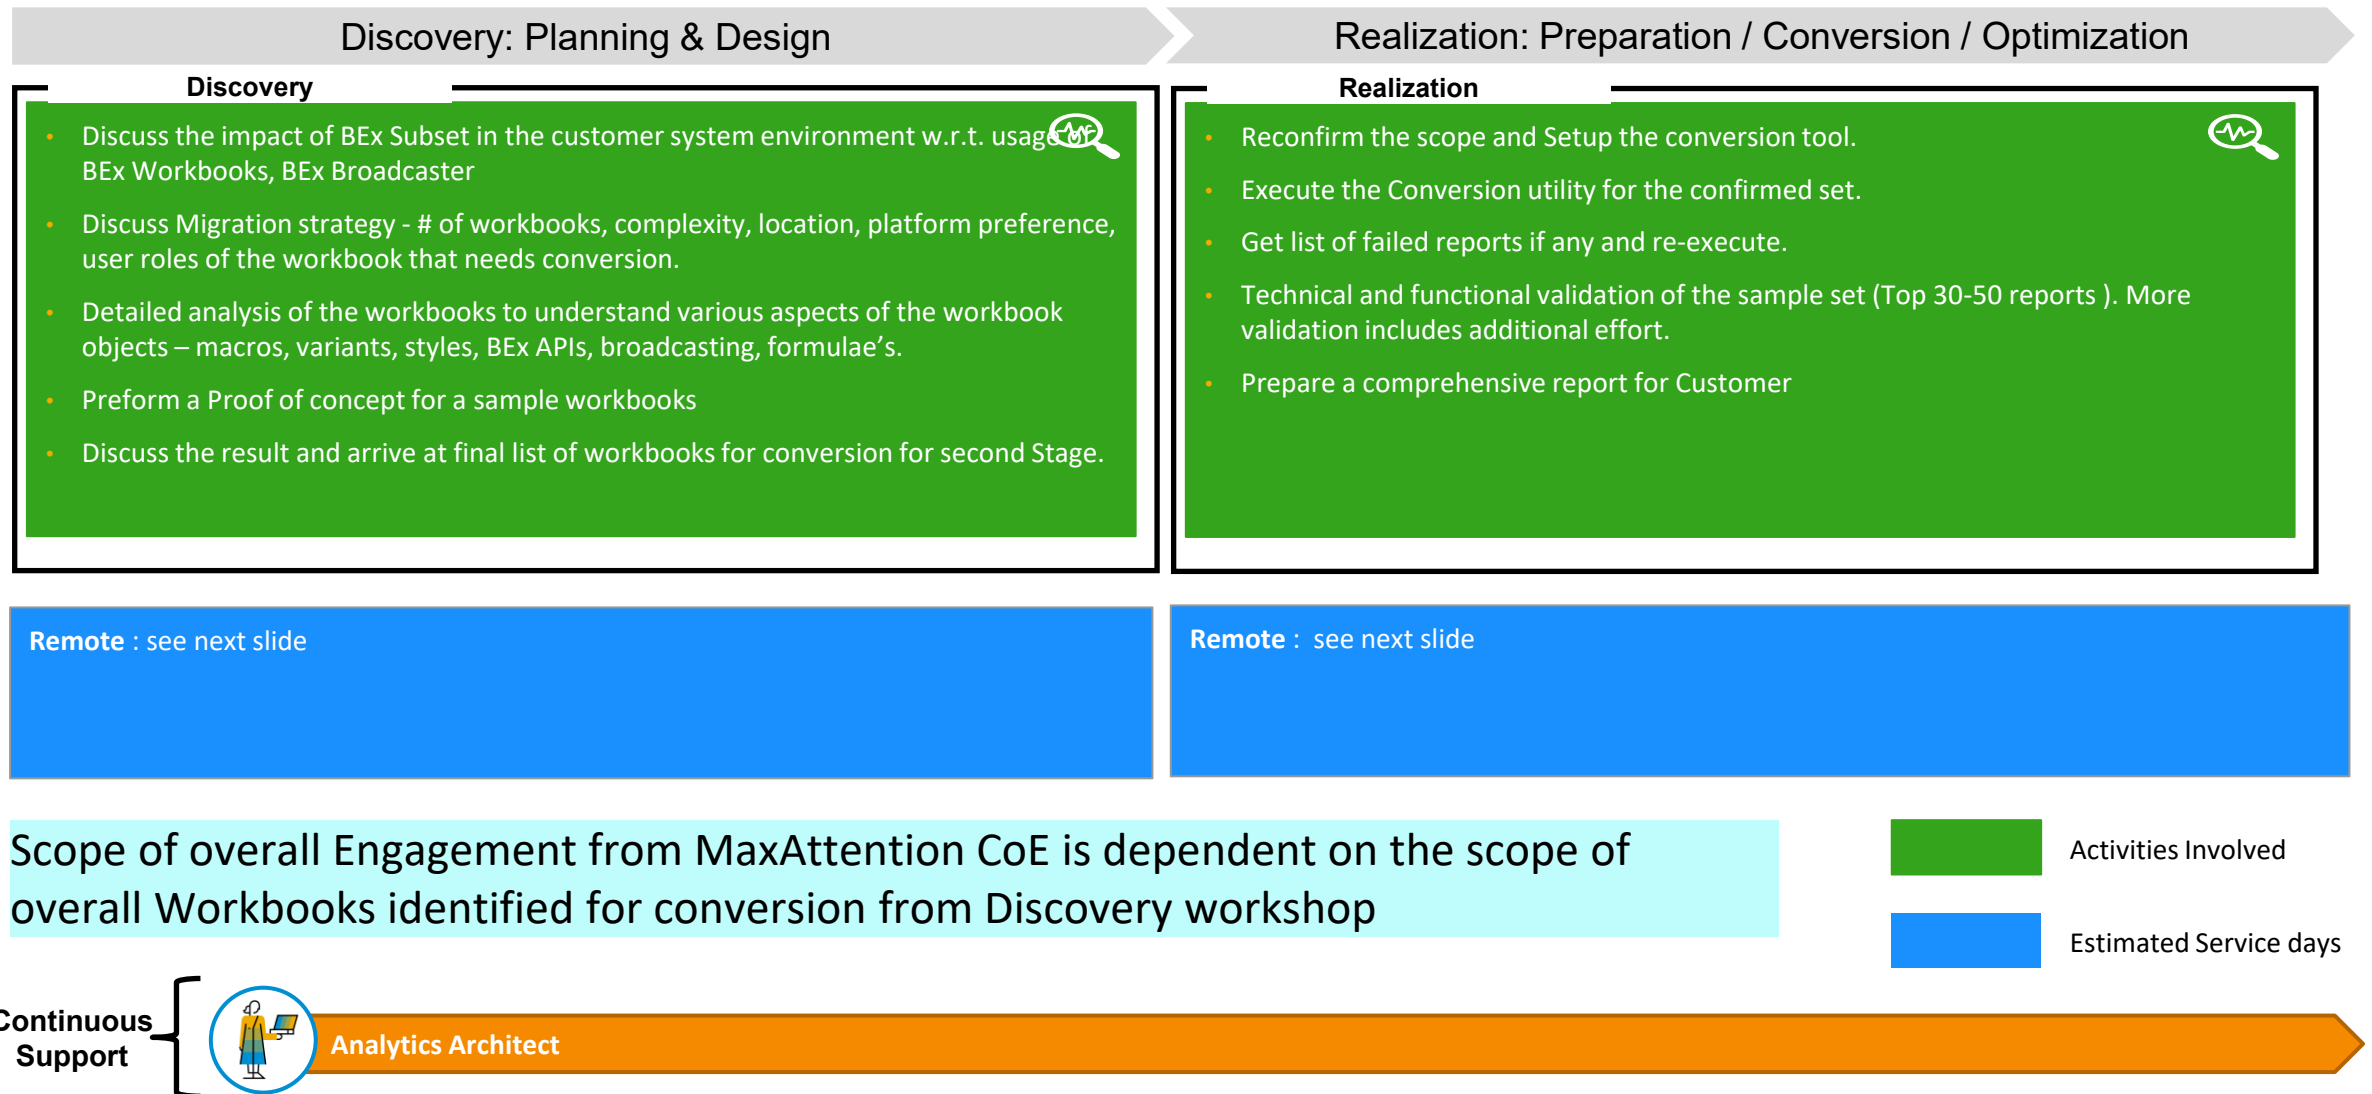 Discovery: Planning & Design
Realization: Preparation / Conversion / Optimization
Discovery
• Discuss the impact of BEx Subset in the customer system environment w.r.t. usage of
BEx Workbooks, BEx Broadcaster
• Discuss Migration strategy - # of workbooks, complexity, location, platform preference,
user roles of the workbook that needs conversion.
• Detailed analysis of the workbooks to understand various aspects of the workbook
objects – macros, variants, styles, BEx APIs, broadcasting, formulae's.
• Preform a Proof of concept for a sample workbooks
• Discuss the result and arrive at final list of workbooks for conversion for second Stage.
Realization
• Reconfirm the scope and Setup the conversion tool.
• Execute the Conversion utility for the confirmed set.
• Get list of failed reports if any and re-execute.
• Technical and functional validation of the sample set (Top 30-50 reports ). More
validation includes additional effort.
• Prepare a comprehensive report for Customer
Remote : see next slide
Remote : see next slide
Scope of overall Engagement from MaxAttention CoE is dependent on the scope of
overall Workbooks identified for conversion from Discovery workshop
Activities Involved
Estimated Service days
Continuous
Support
Analytics Architect